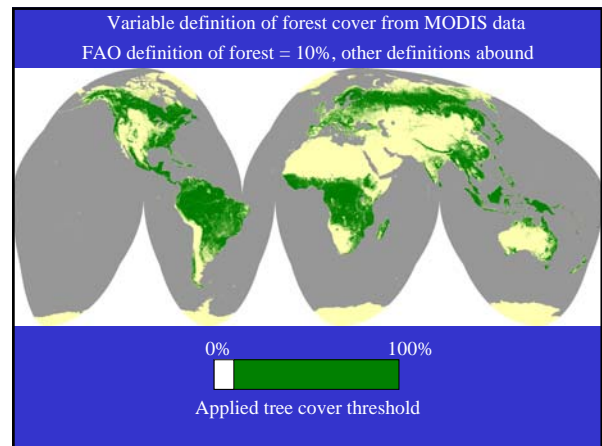 Variable definition of forest cover from MODIS data
FAO definition of forest = 10%, other definitions abound
0% 100%
Applied tree cover threshold